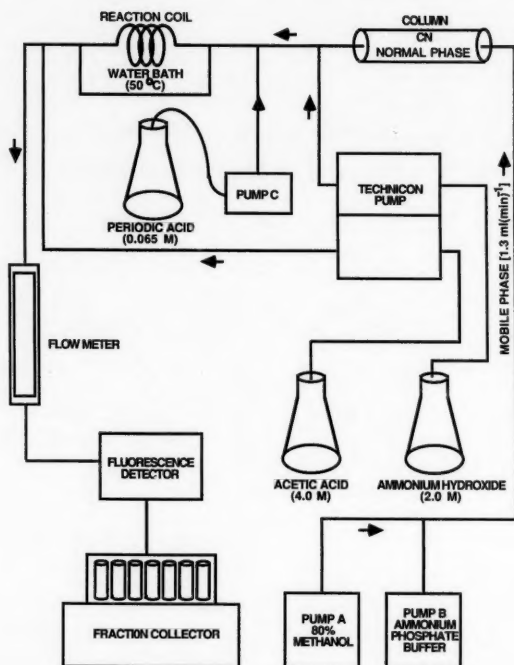 REACTION COIL
WATER BATH
(50 °C)
COLUMN
CN
NORMAL PHASE
PERIODIC ACID
(0.065 M)
PUMP C
TECHNICON
PUMP
MOBILE PHASE [1.3 ml(min)⁻¹]
FLOW METER
ACETIC ACID
(4.0 M)
AMMONIUM HYDROXIDE
(2.0 M)
FLUORESCENCE
DETECTOR
FRACTION COLLECTOR
PUMP A
80%
METHANOL
PUMP B
AMMONIUM
PHOSPHATE
BUFFER